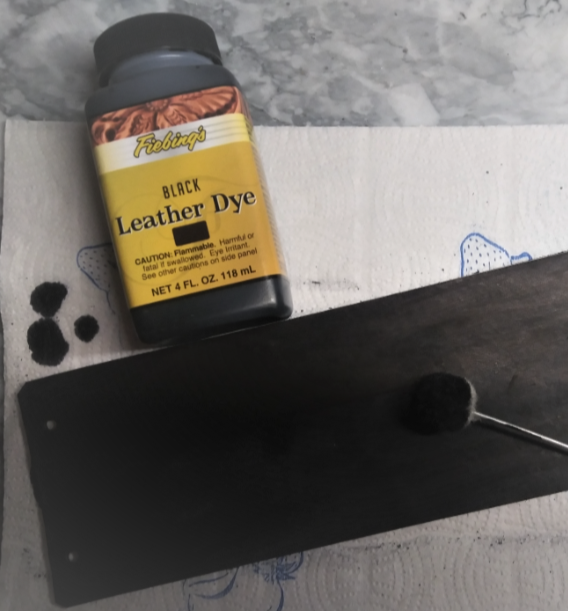 Fiebing's
BLACK
Leather Dye
CAUTION: Flammable. Harmful or
fatal if swallowed. Eye Irritant.
See other cautions on side panel
NET 4 FL. OZ. 118 mL